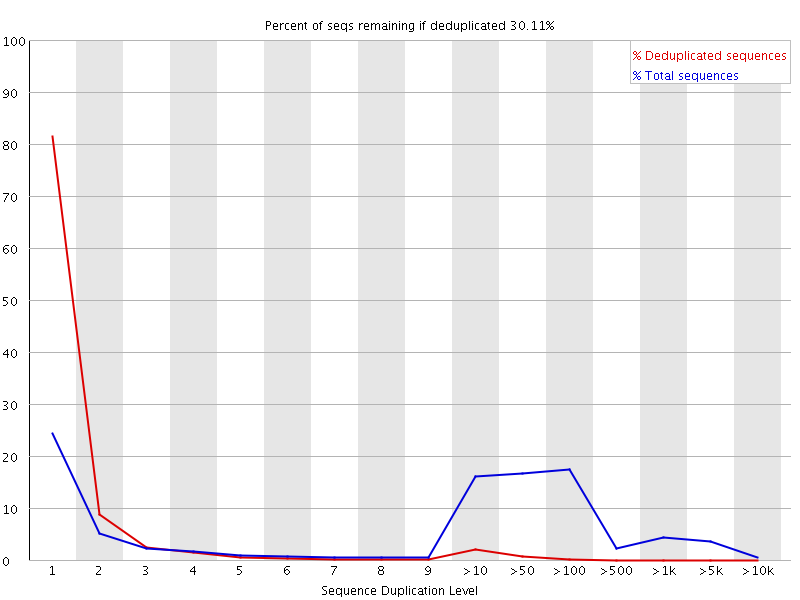 Percent of seqs remaining if deduplicated 30.11%
% Deduplicated sequences
% Total sequences
100
90
80
70
60
50
40
30
20
10
0
1 2 3 4 5 6 7 8 9 >10 >50 >100 >500 >1k >5k >10k
Sequence Duplication Level